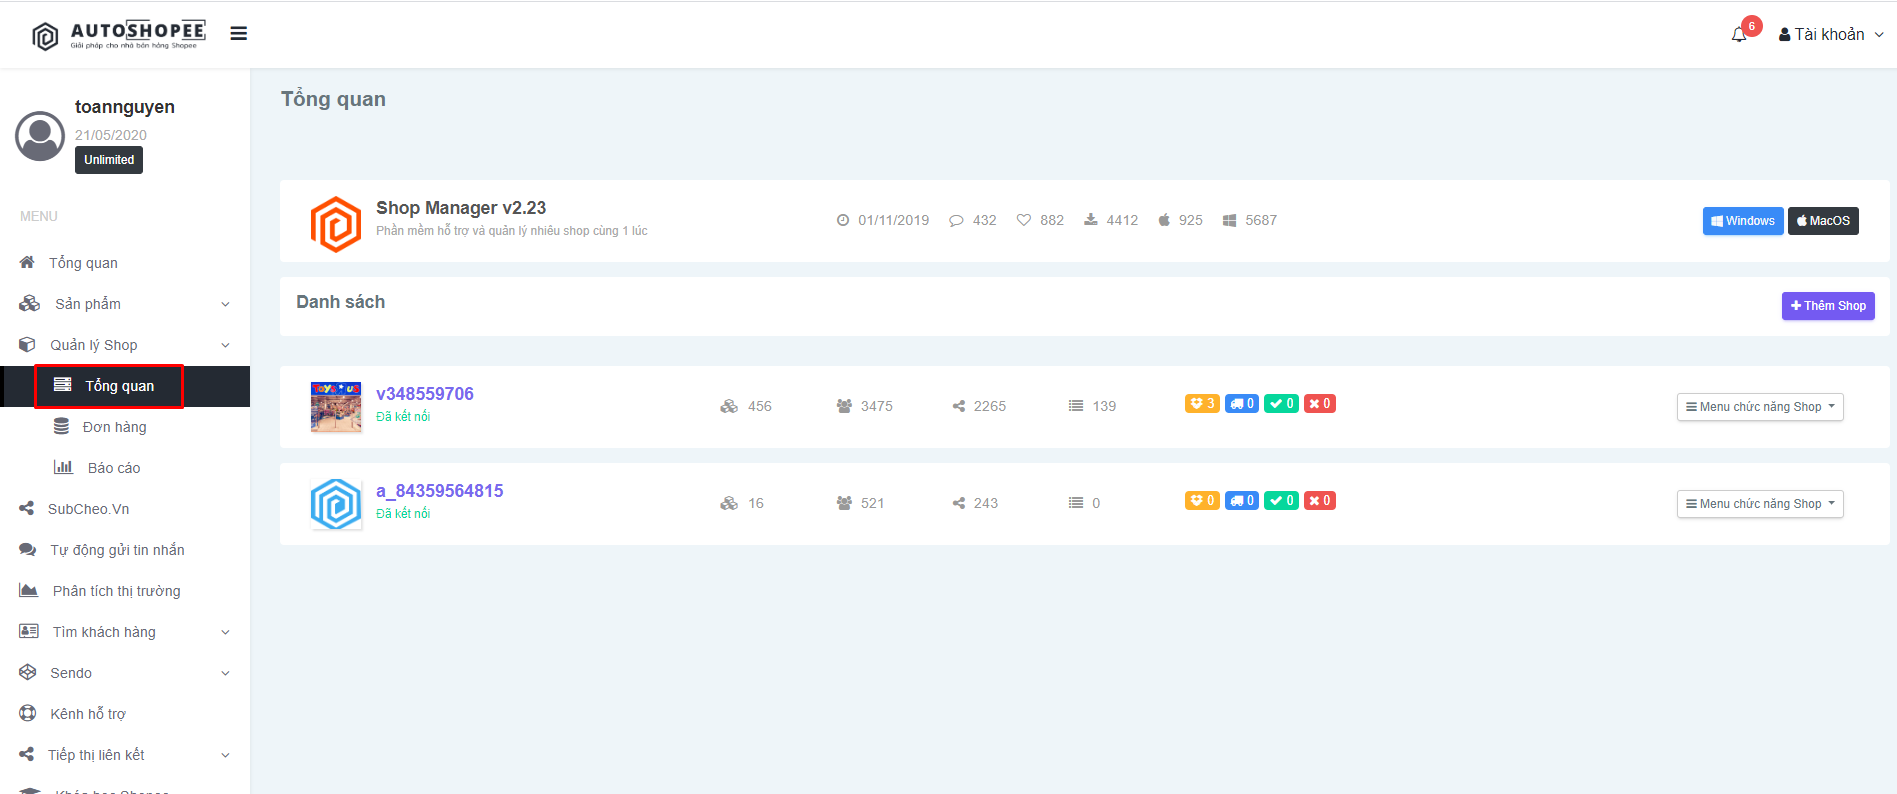 AUTOSHOPEE
Giải pháp cho nhà bán hàng Shopee
6
Tài khoản
toannguyen
21/05/2020
Unlimited
MENU
Tổng quan
Sản phẩm
Quản lý Shop
Tổng quan
Đơn hàng
Báo cáo
SubCheo.Vn
Tự động gửi tin nhắn
Phân tích thị trường
Tìm khách hàng
Sendo
Kênh hỗ trợ
Tiếp thị liên kết
Tổng quan
Shop Manager v2.23
Phần mềm hỗ trợ và quản lý nhiều shop cùng 1 lúc
01/11/2019 432 882 4412 925 5687
Windows MacOS
Danh sách
Thêm Shop
v348559706
Đã kết nối
456 3475 2265 139 3 0 0 0
Menu chức năng Shop
a_84359564815
Đã kết nối
16 521 243 0 0 0 0 0
Menu chức năng Shop